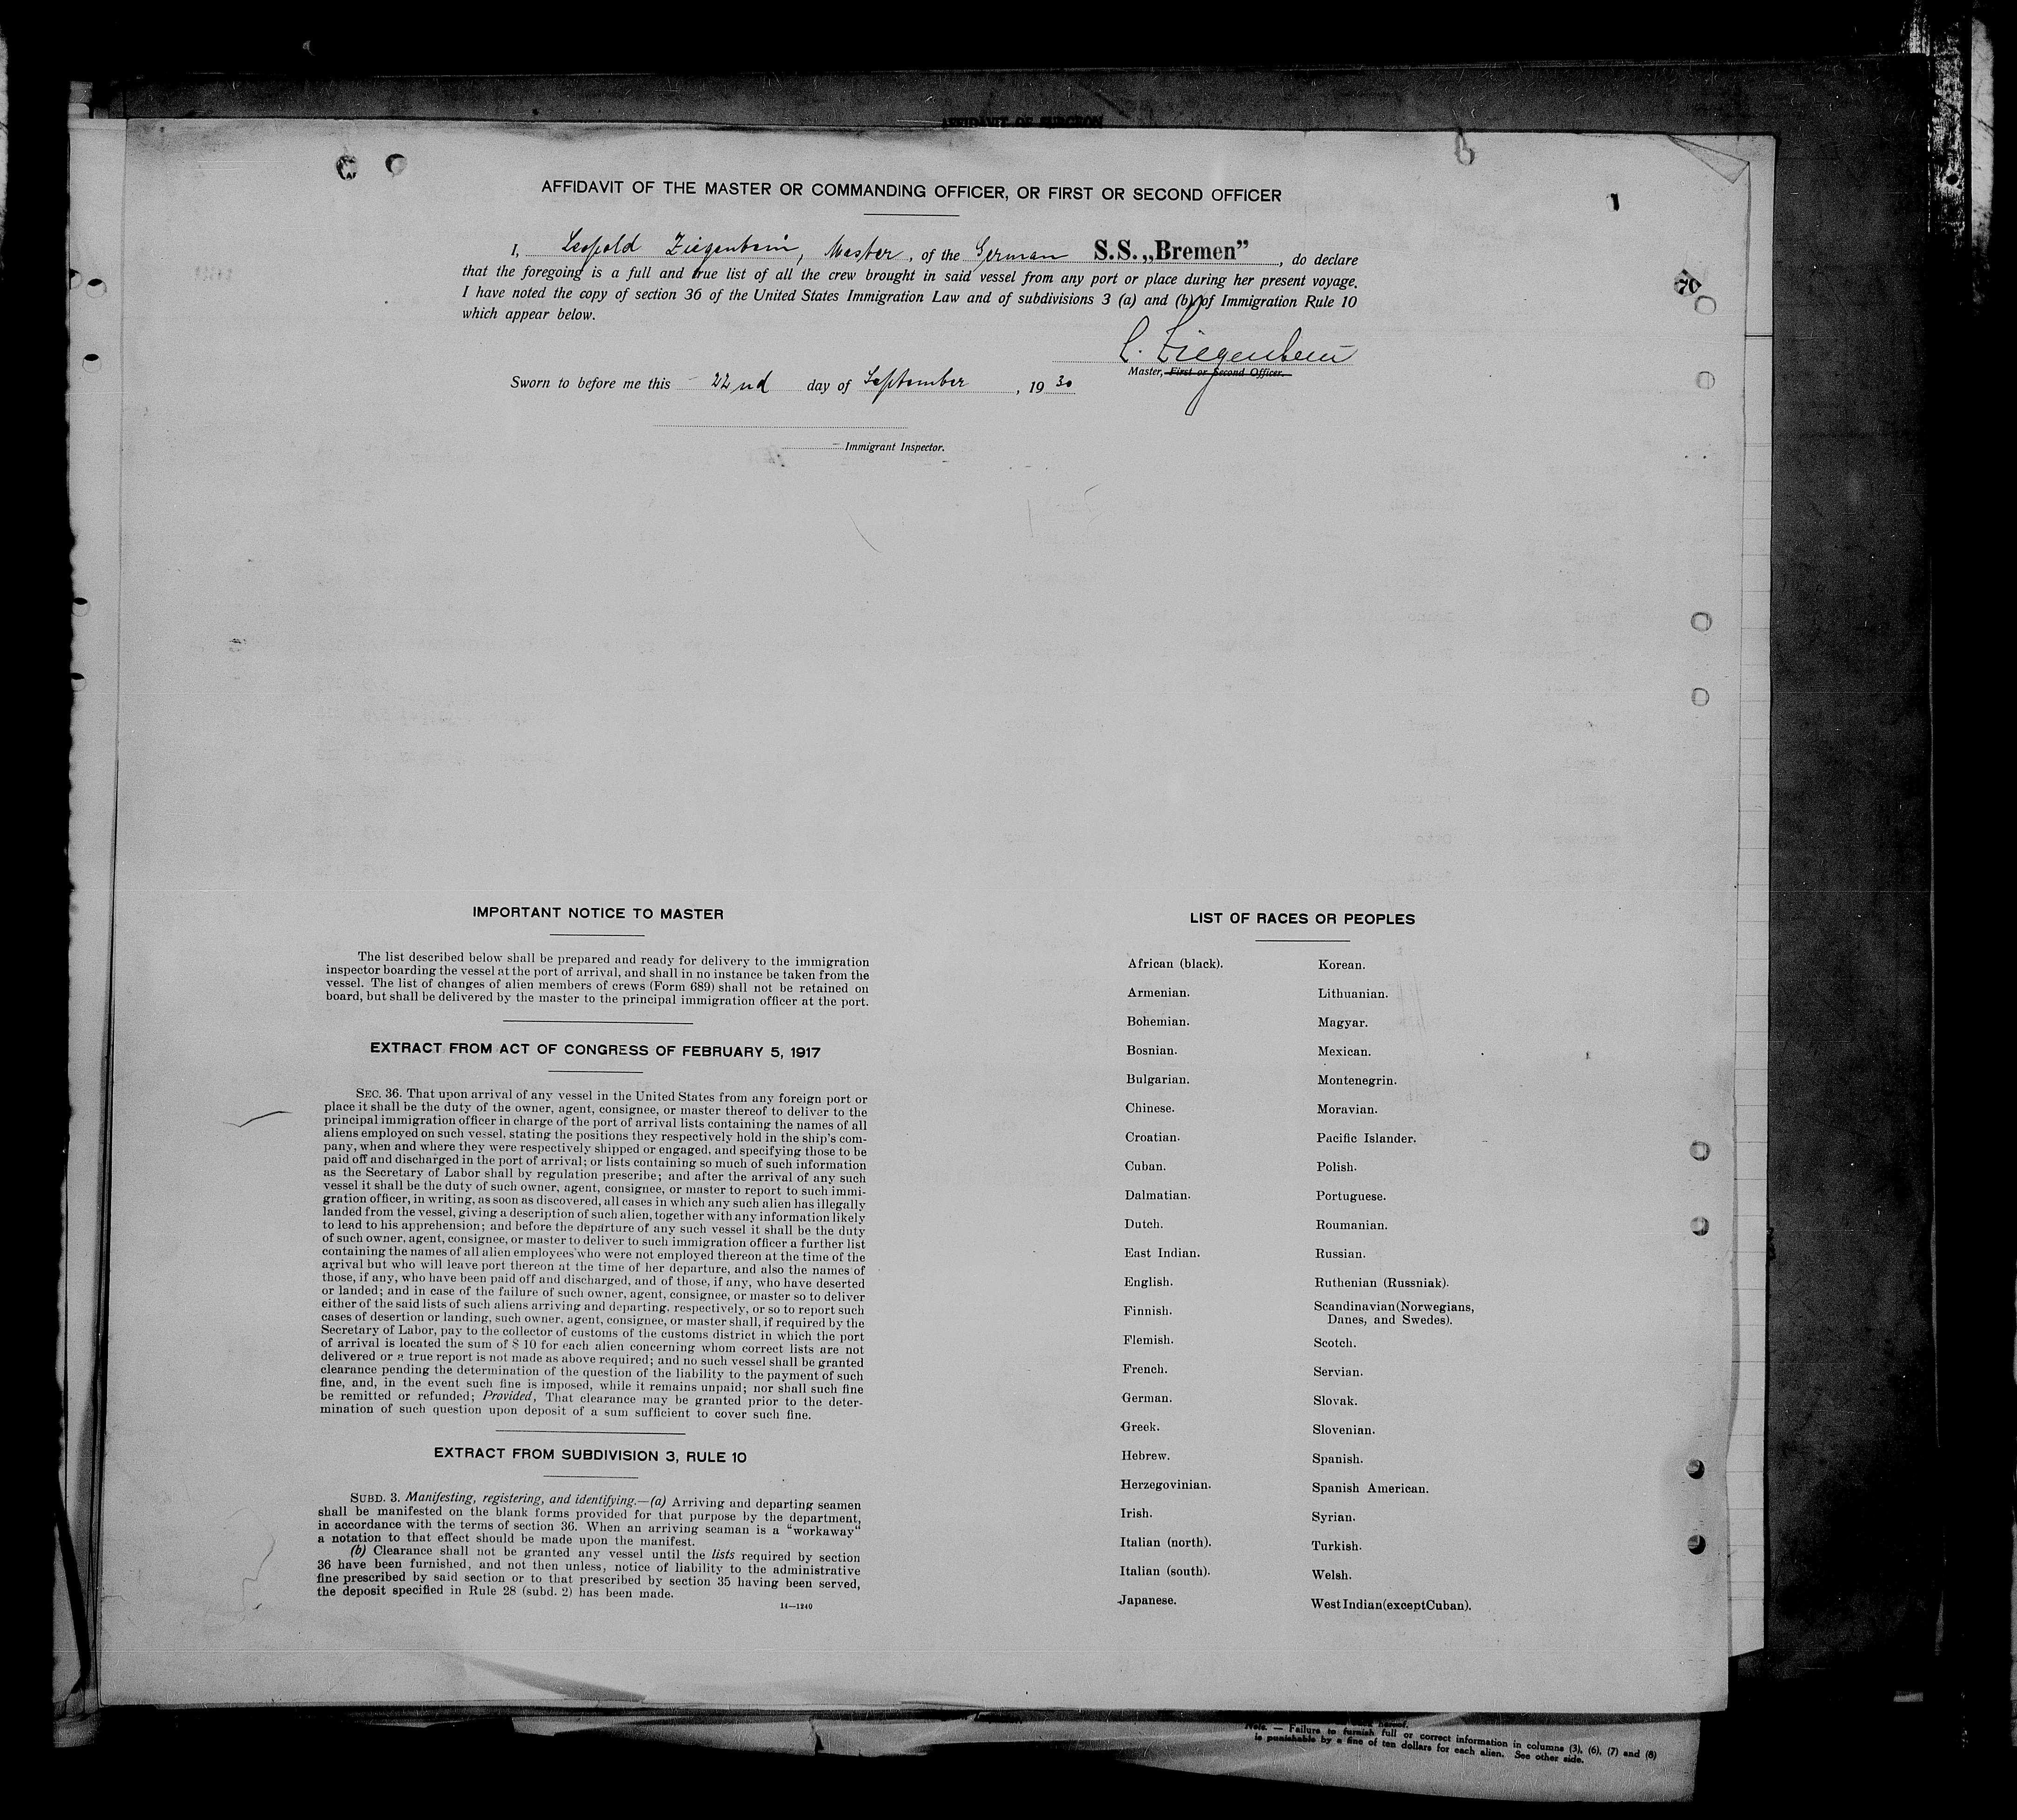 AFFIDAVIT OF SURGEON
AFFIDAVIT OF THE MASTER OR COMMANDING OFFICER, OR FIRST OR SECOND OFFICER
I, Leopold Ziegenbein, Master, of the German S.S. „Bremen”, do declare
that the foregoing is a full and true list of all the crew brought in said vessel from any port or place during her present voyage.
I have noted the copy of section 36 of the United States Immigration Law and of subdivisions 3 (a) and (b) of Immigration Rule 10
which appear below.
70
L. Ziegenbein
Master, First or Second Officer.
Sworn to before me this 22nd day of September, 19 30
Immigrant Inspector.
IMPORTANT NOTICE TO MASTER
The list described below shall be prepared and ready for delivery to the immigration
inspector boarding the vessel at the port of arrival, and shall in no instance be taken from the
vessel. The list of changes of alien members of crews (Form 689) shall not be retained on
board, but shall be delivered by the master to the principal immigration officer at the port.
EXTRACT FROM ACT OF CONGRESS OF FEBRUARY 5, 1917
SEC. 36. That upon arrival of any vessel in the United States from any foreign port or
place it shall be the duty of the owner, agent, consignee, or master thereof to deliver to the
principal immigration officer in charge of the port of arrival lists containing the names of all
aliens employed on such vessel, stating the positions they respectively hold in the ship's com-
pany, when and where they were respectively shipped or engaged, and specifying those to be
paid off and discharged in the port of arrival; or lists containing so much of such information
as the Secretary of Labor shall by regulation prescribe; and after the arrival of any such
vessel it shall be the duty of such owner, agent, consignee, or master to report to such immi-
gration officer, in writing, as soon as discovered, all cases in which any such alien has illegally
landed from the vessel, giving a description of such alien, together with any information likely
to lead to his apprehension; and before the departure of any such vessel it shall be the duty
of such owner, agent, consignee, or master to deliver to such immigration officer a further list
containing the names of all alien employees who were not employed thereon at the time of the
arrival but who will leave port thereon at the time of her departure, and also the names of
those, if any, who have been paid off and discharged, and of those, if any, who have deserted
or landed; and in case of the failure of such owner, agent, consignee, or master so to deliver
either of the said lists of such aliens arriving and departing, respectively, or so to report such
cases of desertion or landing, such owner, agent, consignee, or master shall, if required by the
Secretary of Labor, pay to the collector of customs of the customs district in which the port
of arrival is located the sum of $ 10 for each alien concerning whom correct lists are not
delivered or a true report is not made as above required; and no such vessel shall be granted
clearance pending the determination of the question of the liability to the payment of such
fine, and, in the event such fine is imposed, while it remains unpaid; nor shall such fine
be remitted or refunded; Provided, That clearance may be granted prior to the deter-
mination of such question upon deposit of a sum sufficient to cover such fine.
EXTRACT FROM SUBDIVISION 3, RULE 10
SUBD. 3. Manifesting, registering, and identifying.—(a) Arriving and departing seamen
shall be manifested on the blank forms provided for that purpose by the department,
in accordance with the terms of section 36. When an arriving seaman is a “workaway“
a notation to that effect should be made upon the manifest.
(b) Clearance shall not be granted any vessel until the lists required by section
36 have been furnished, and not then unless, notice of liability to the administrative
fine prescribed by said section or to that prescribed by section 35 having been served,
the deposit specified in Rule 28 (subd. 2) has been made.
14—1240
LIST OF RACES OR PEOPLES
African (black).
Armenian.
Bohemian.
Bosnian.
Bulgarian.
Chinese.
Croatian.
Cuban.
Dalmatian.
Dutch.
East Indian.
English.
Finnish.
Flemish.
French.
German.
Greek.
Hebrew.
Herzegovinian.
Irish.
Italian (north).
Italian (south).
Japanese.
Korean.
Lithuanian.
Magyar.
Mexican.
Montenegrin.
Moravian.
Pacific Islander.
Polish.
Portuguese.
Roumanian.
Russian.
Ruthenian (Russniak).
Scandinavian (Norwegians,
Danes, and Swedes).
Scotch.
Servian.
Slovak.
Slovenian.
Spanish.
Spanish American.
Syrian.
Turkish.
Welsh.
West Indian (except Cuban).
hereof.
Note. — Failure to furnish full or correct information in columns (3), (6), (7) and (8)
is punishable by a fine of ten dollars for each alien. See other side.